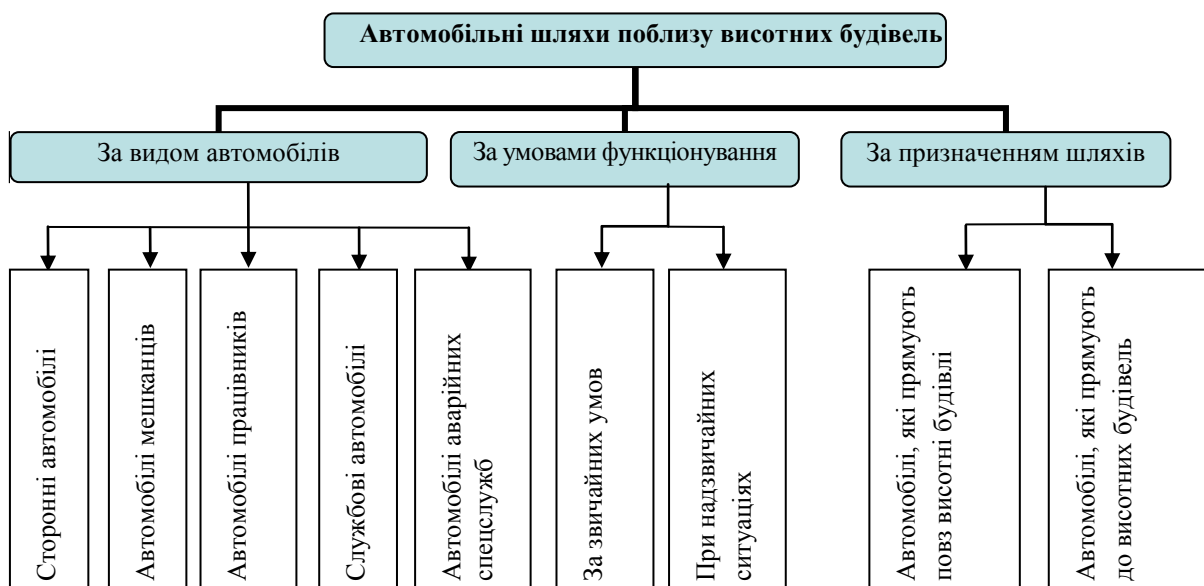 Автомобільні шляхи поблизу висотних будівель
За видом автомобілів
За умовами функціонування
За призначенням шляхів
Сторонні автомобілі
Автомобілі мешканців
Автомобілі працівників
Службові автомобілі
Автомобілі аварійних
спецслужб
За звичайних умов
При надзвичайних
ситуаціях
Автомобілі, які прямують
повз висотні будівлі
Автомобілі, які прямують
до висотних будівель